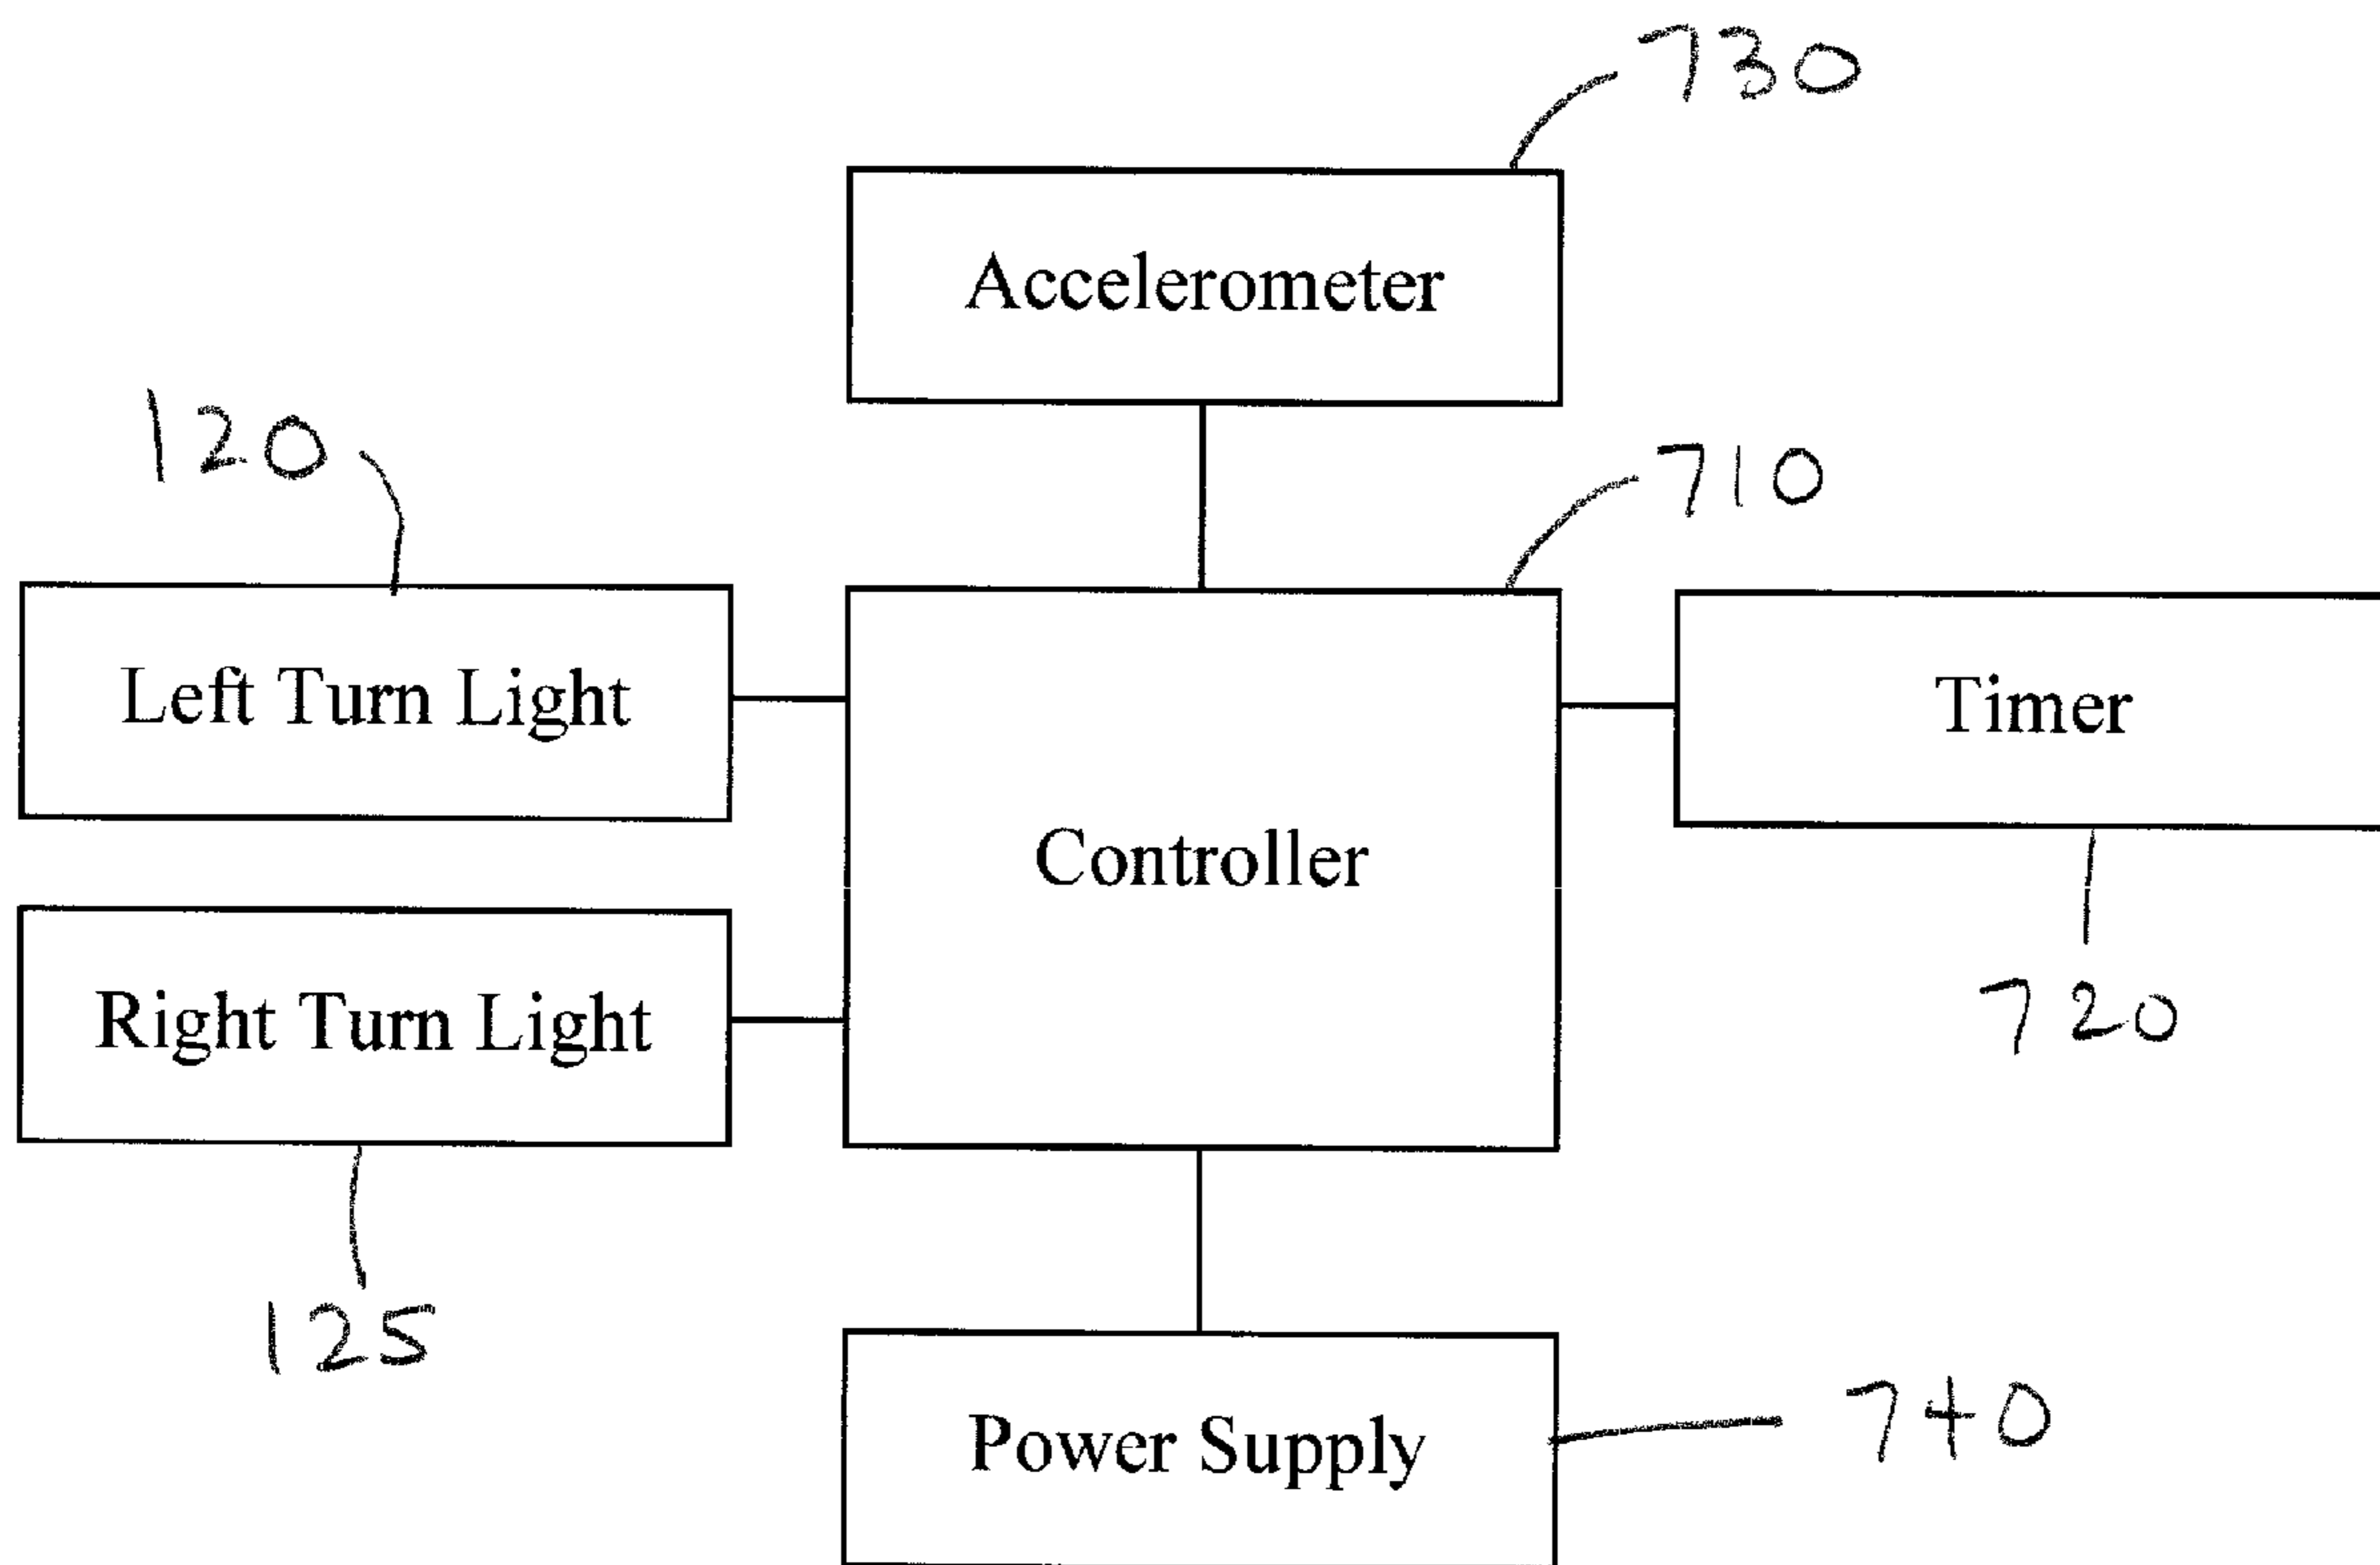 730
Accelerometer
120
710
Left Turn Light
Timer
Controller
Right Turn Light
720
125
Power Supply
740